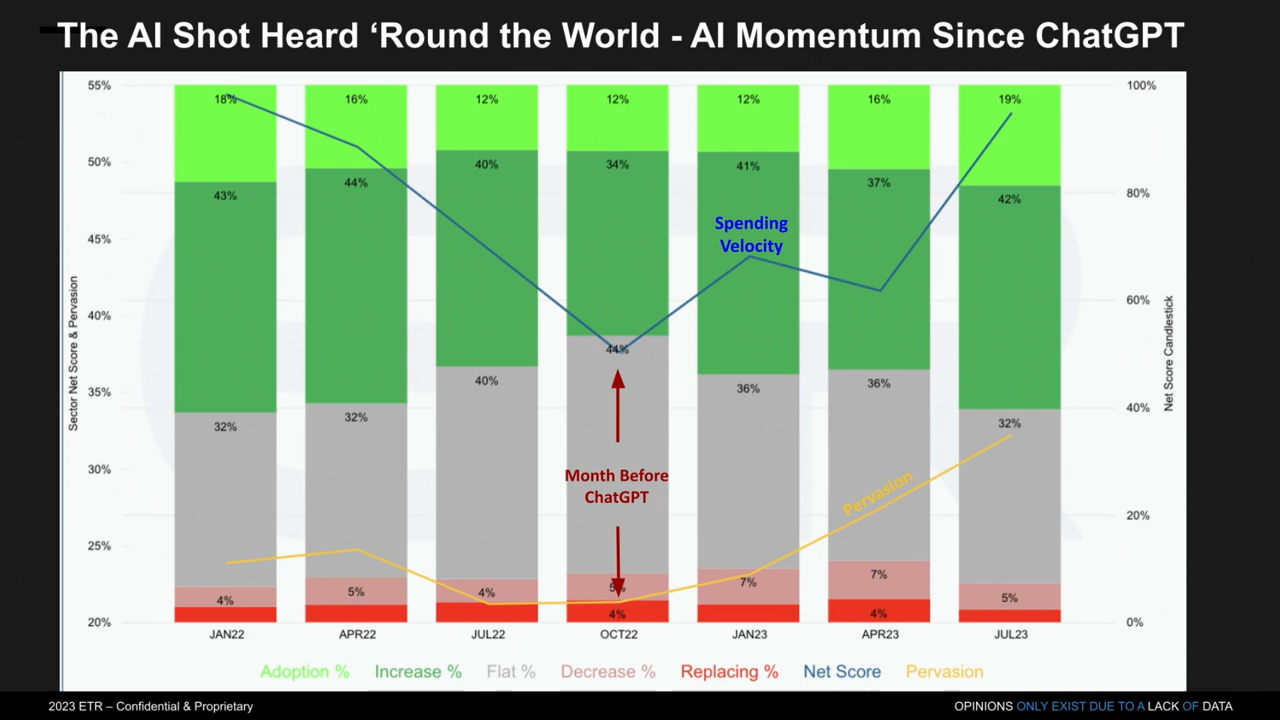 The AI Shot Heard ‘Round the World - AI Momentum Since ChatGPT
55%
50%
45%
40%
35%
30%
25%
20%
Sector Net Score & Pervasion
100%
80%
60%
40%
20%
0%
Net Score Candlestick
18%
16%
12%
12%
12%
16%
19%
43%
44%
40%
34%
41%
37%
42%
Spending
Velocity
32%
32%
40%
44%
36%
36%
32%
Month Before
ChatGPT
Pervasion
4%
5%
4%
5%
7%
7%
5%
4%
4%
JAN22
APR22
JUL22
OCT22
JAN23
APR23
JUL23
Adoption % Increase % Flat % Decrease % Replacing % Net Score Pervasion
2023 ETR – Confidential & Proprietary
OPINIONS ONLY EXIST DUE TO A LACK OF DATA